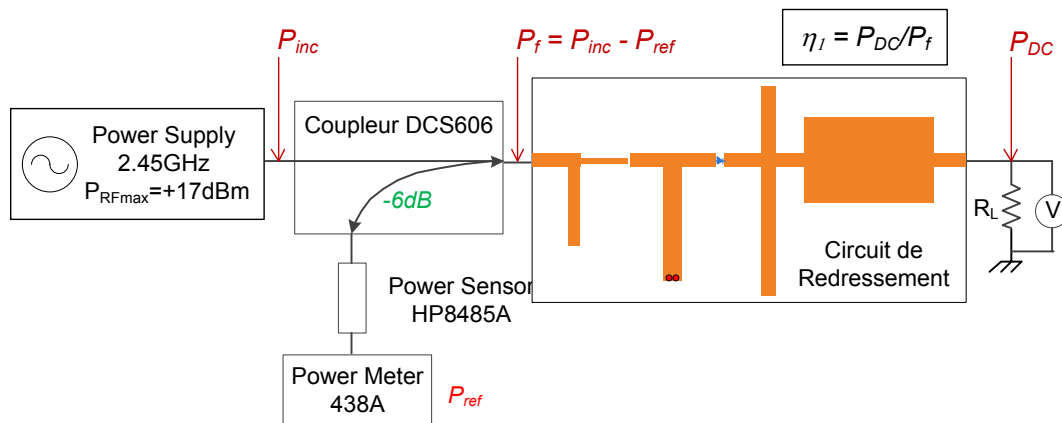 P_inc
P_f = P_inc - P_ref
η_1 = P_DC/P_f
P_DC
Power Supply
2.45GHz
P_RFmax=+17dBm
Coupleur DCS606
-6dB
R_L
V
Circuit de
Redressement
Power Sensor
HP8485A
Power Meter
438A
P_ref